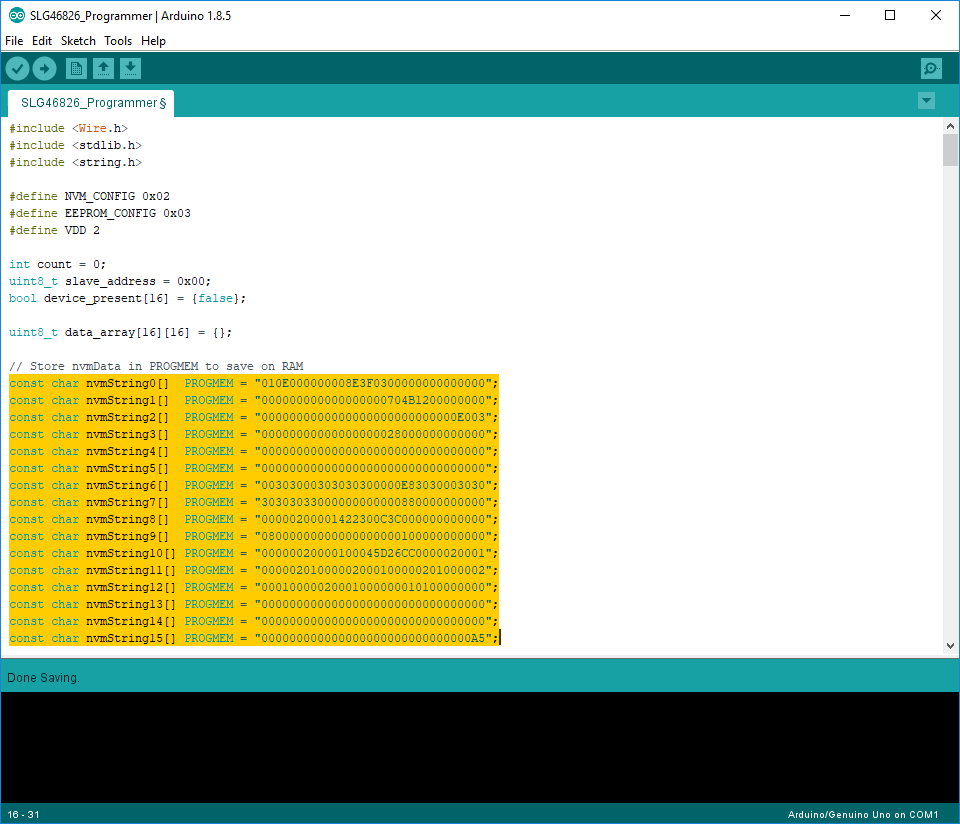 SLG46826_Programmer | Arduino 1.8.5
File Edit Sketch Tools Help
SLG46826_Programmer §
#include <Wire.h>
#include <stdlib.h>
#include <string.h>
#define NVM_CONFIG 0x02
#define EEPROM_CONFIG 0x03
#define VDD 2
int count = 0;
uint8_t slave_address = 0x00;
bool device_present[16] = {false};
uint8_t data_array[16][16] = {};
// Store nvmData in PROGMEM to save on RAM
const char nvmString0[]  PROGMEM = "010E000000008E3F0300000000000000";
const char nvmString1[]  PROGMEM = "000000000000000000704B1200000000";
const char nvmString2[]  PROGMEM = "0000000000000000000000000000E003";
const char nvmString3[]  PROGMEM = "00000000000000000028000000000000";
const char nvmString4[]  PROGMEM = "00000000000000000000000000000000";
const char nvmString5[]  PROGMEM = "00000000000000000000000000000000";
const char nvmString6[]  PROGMEM = "00303000303030300000E83030003030";
const char nvmString7[]  PROGMEM = "30303033000000000000880000000000";
const char nvmString8[]  PROGMEM = "00000200001422300C3C000000000000";
const char nvmString9[]  PROGMEM = "08000000000000000000100000000000";
const char nvmString10[] PROGMEM = "00000020000100045D26CC0000020001";
const char nvmString11[] PROGMEM = "00000201000002000100000201000002";
const char nvmString12[] PROGMEM = "00010000020001000000010100000000";
const char nvmString13[] PROGMEM = "00000000000000000000000000000000";
const char nvmString14[] PROGMEM = "00000000000000000000000000000000";
const char nvmString15[] PROGMEM = "000000000000000000000000000000A5";
Done Saving.
16 - 31
Arduino/Genuino Uno on COM1